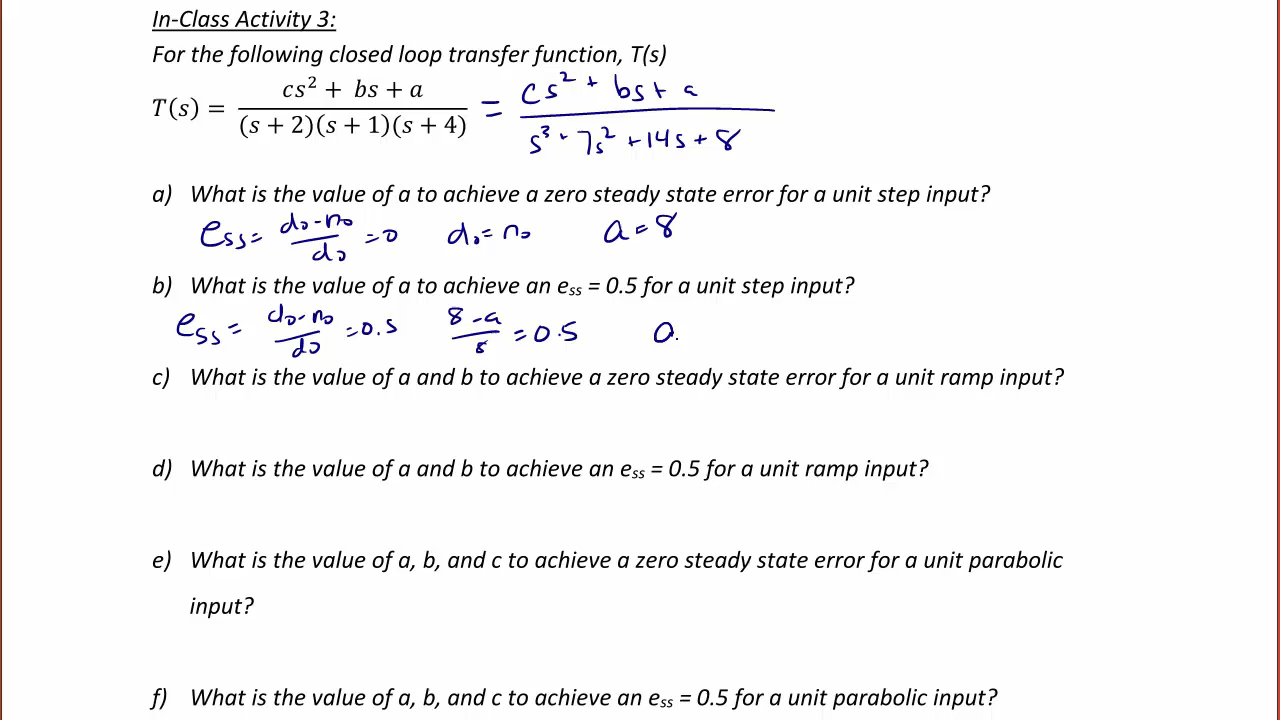 In-Class Activity 3:
For the following closed loop transfer function, T(s)
T(s) = (cs² + bs + a) / ((s + 2)(s + 1)(s + 4)) = (cs² + bs + a) / (s³ + 7s² + 14s + 8)
a) What is the value of a to achieve a zero steady state error for a unit step input?
ess = (d0 - n0) / d0 = 0 d0 = n0 a = 8
b) What is the value of a to achieve an ess = 0.5 for a unit step input?
ess = (d0 - n0) / d0 = 0.5 (8 - a) / 8 = 0.5 a
c) What is the value of a and b to achieve a zero steady state error for a unit ramp input?
d) What is the value of a and b to achieve an ess = 0.5 for a unit ramp input?
e) What is the value of a, b, and c to achieve a zero steady state error for a unit parabolic
input?
f) What is the value of a, b, and c to achieve an ess = 0.5 for a unit parabolic input?